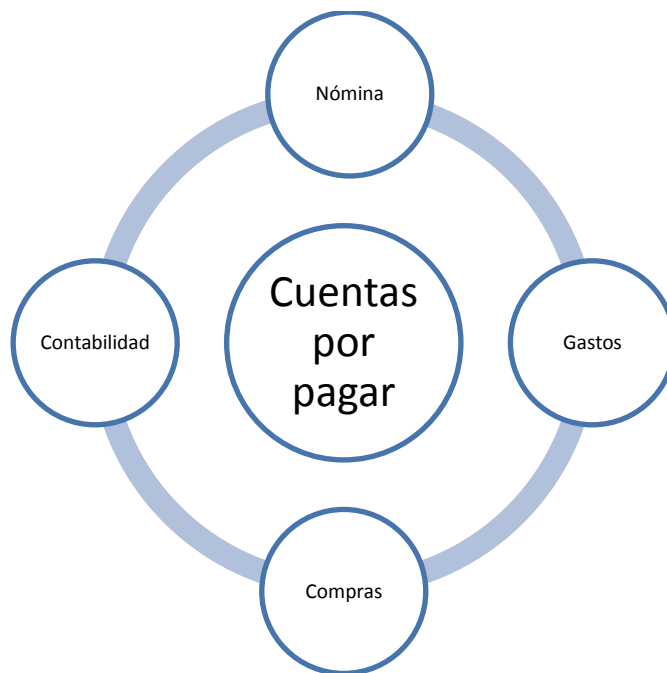 Nómina
Cuentas
por
pagar
Contabilidad
Gastos
Compras